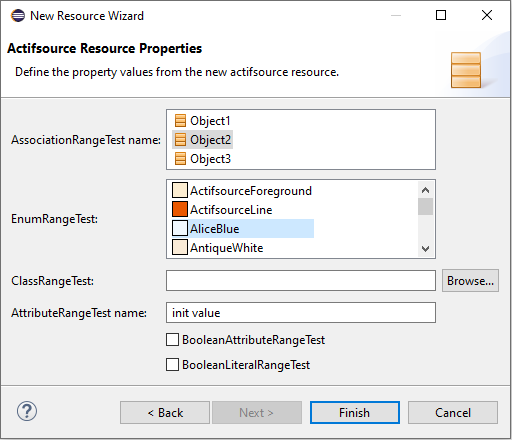 New Resource Wizard
Actifsource Resource Properties
Define the property values from the new actifsource resource.
AssociationRangeTest name:
Object1
Object2
Object3
EnumRangeTest:
ActifsourceForeground
ActifsourceLine
AliceBlue
AntiqueWhite
ClassRangeTest:
Browse...
AttributeRangeTest name:
init value
BooleanAttributeRangeTest
BooleanLiteralRangeTest
?
< Back
Next >
Finish
Cancel